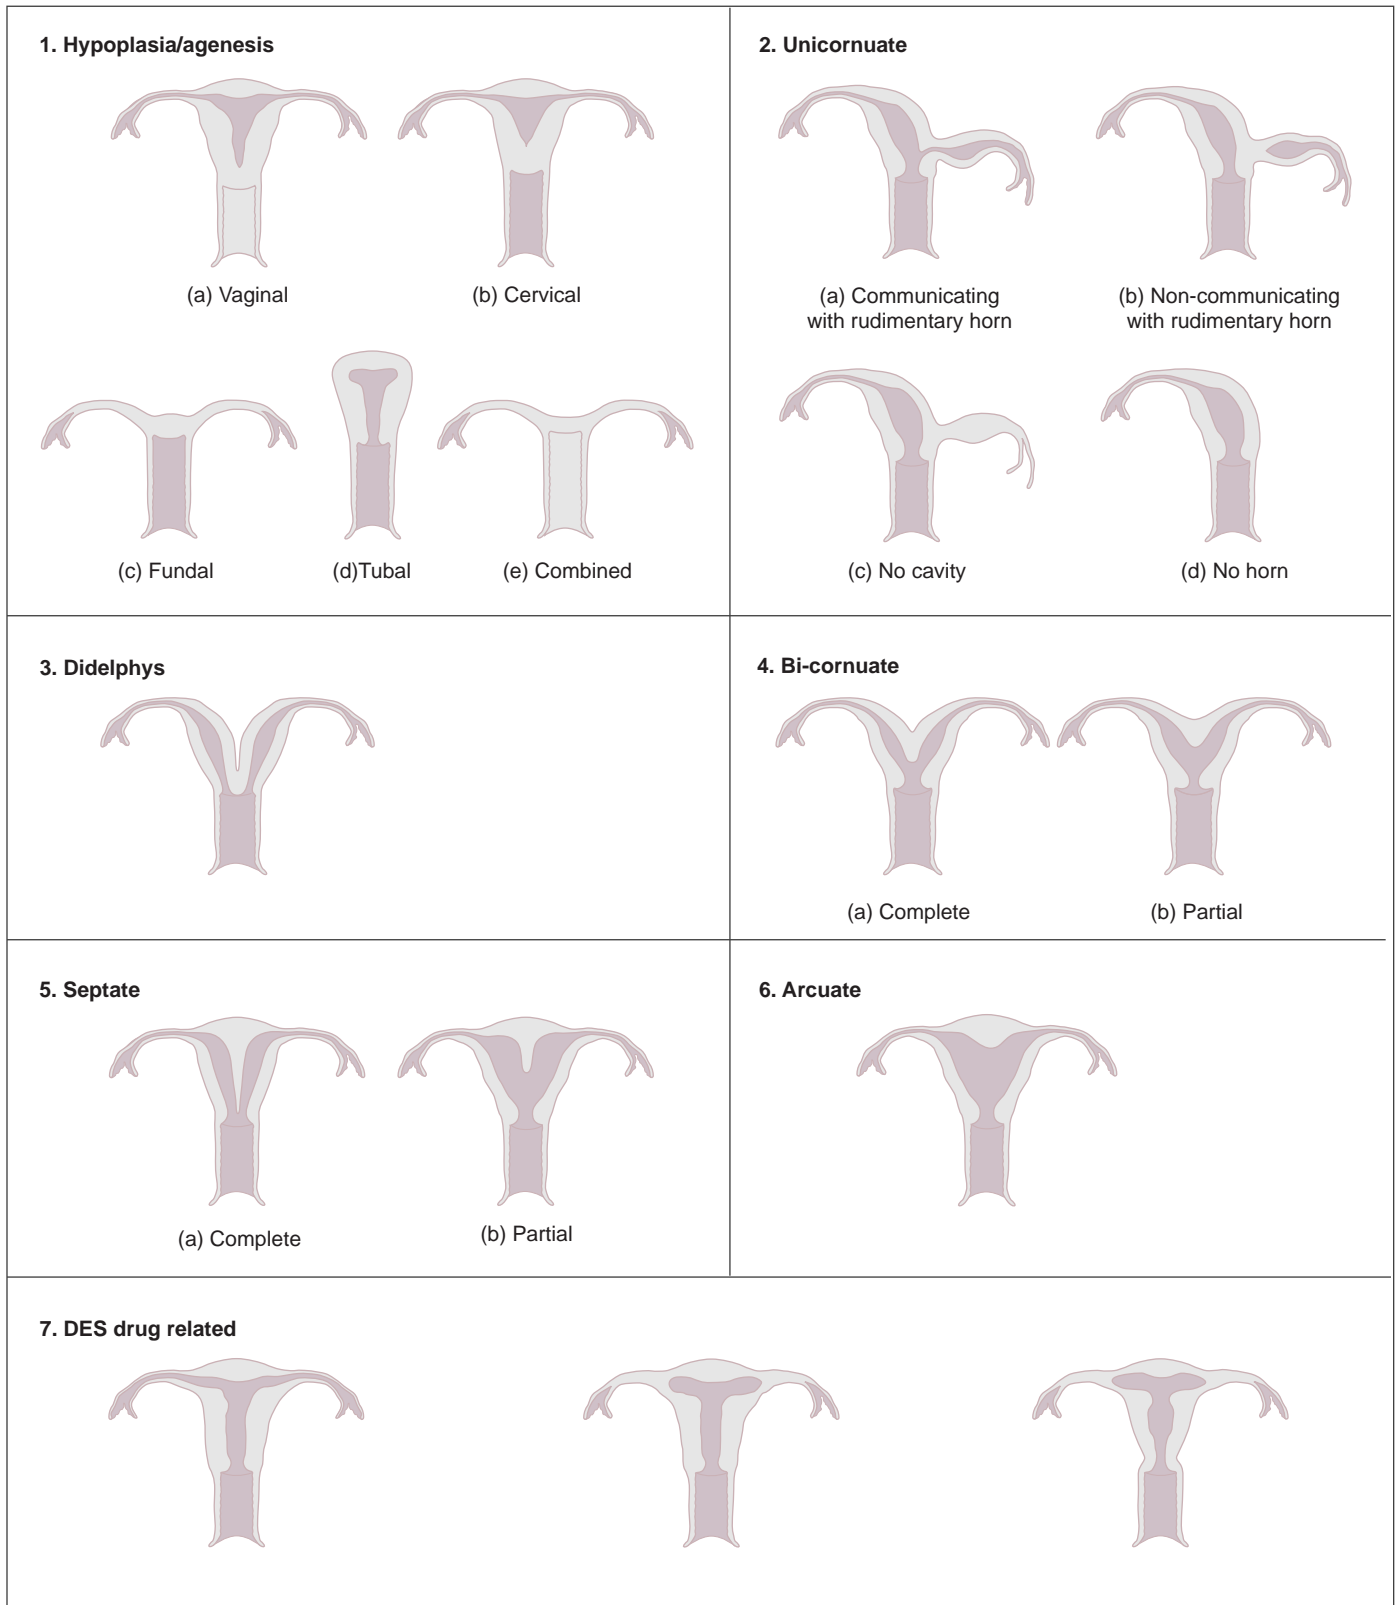 1. Hypoplasia/agenesis
(a) Vaginal
(b) Cervical
(c) Fundal
(d)Tubal
(e) Combined
2. Unicornuate
(a) Communicating
with rudimentary horn
(b) Non-communicating
with rudimentary horn
(c) No cavity
(d) No horn
3. Didelphys
4. Bi-cornuate
(a) Complete
(b) Partial
5. Septate
(a) Complete
(b) Partial
6. Arcuate
7. DES drug related